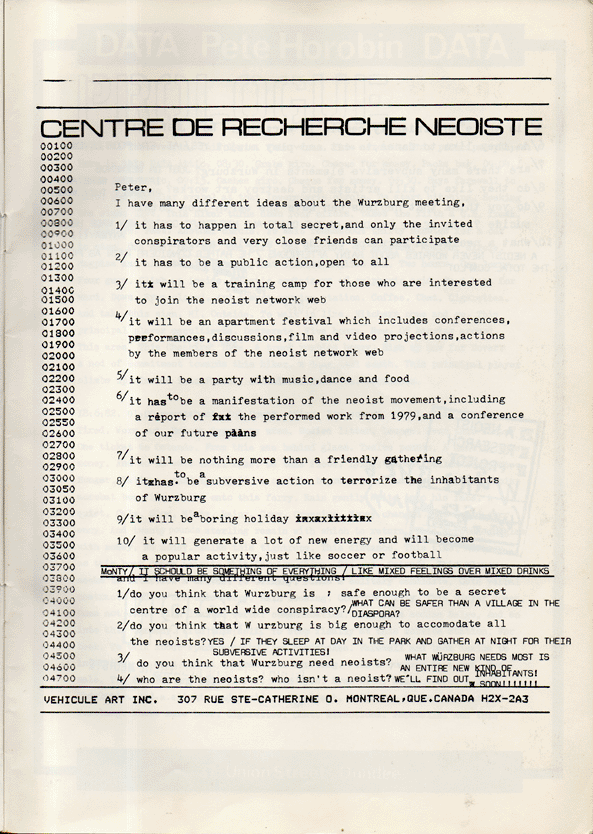 CENTRE DE RECHERCHE NEOISTE
00100
00200
00300
00400
00500
00600
00700
00800
00900
01000
01100
01200
01300
01400
01500
01600
01700
01800
01900
02000
02100
02200
02300
02400
02500
02550
02600
02700
02800
02900
03000
03050
03100
03200
03300
03400
03500
03600
03700
03800
03900
04000
04100
04200
04300
04400
04500
04600
04700
Peter,
I have many different ideas about the Wurzburg meeting,
1/ it has to happen in total secret,and only the invited
conspirators and very close friends can participate
2/ it has to be a public action,open to all
3/ it will be a training camp for those who are interested
to join the neoist network web
4/it will be an apartment festival which includes conferences,
performances,discussions,film and video projections,actions
by the members of the neoist network web
5/it will be a party with music,dance and food
6/it has to be a manifestation of the neoist movement,including
a report of the performed work from 1979,and a conference
of our future plans
7/it will be nothing more than a friendly gathering
8/ it has to be a subversive action to terrorize the inhabitants
of Wurzburg
9/it will be a boring holiday
10/ it will generate a lot of new energy and will become
a popular activity,just like soccer or football
MoNTY/ IT SCHOULD BE SOMETHING OF EVERYTHING / LIKE MIXED FEELINGS OVER MIXED DRINKS
and I have many different questions!
1/do you think that Wurzburg is ; safe enough to be a secret
centre of a world wide conspiracy?/WHAT CAN BE SAFER THAN A VILLAGE IN THE
DIASPORA?
2/do you think that W urzburg is big enough to accomodate all
the neoists?YES / IF THEY SLEEP AT DAY IN THE PARK AND GATHER AT NIGHT FOR THEIR
SUBVERSIVE ACTIVITIES!
3/ do you think that Wurzburg need neoists? WHAT WÜRZBURG NEEDS MOST IS
AN ENTIRE NEW KIND OF
INHABITANTS!
4/ who are the neoists? who isn't a neoist?WE'LL FIND OUT
SOON!!!!!!!
VEHICULE ART INC. 307 RUE STE-CATHERINE O. MONTREAL,QUE.CANADA H2X-2A3